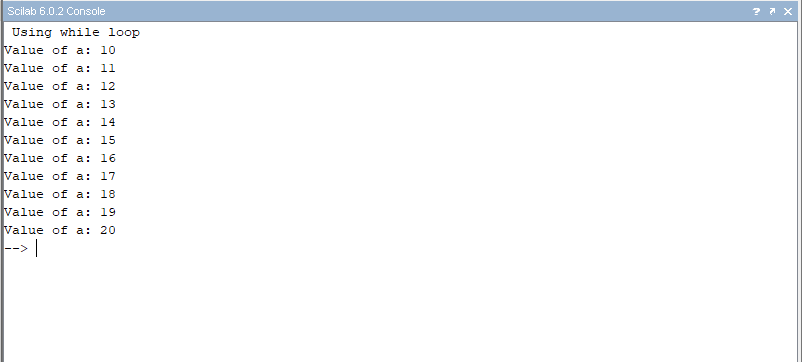 Scilab 6.0.2 Console
Using while loop
Value of a: 10
Value of a: 11
Value of a: 12
Value of a: 13
Value of a: 14
Value of a: 15
Value of a: 16
Value of a: 17
Value of a: 18
Value of a: 19
Value of a: 20
-->